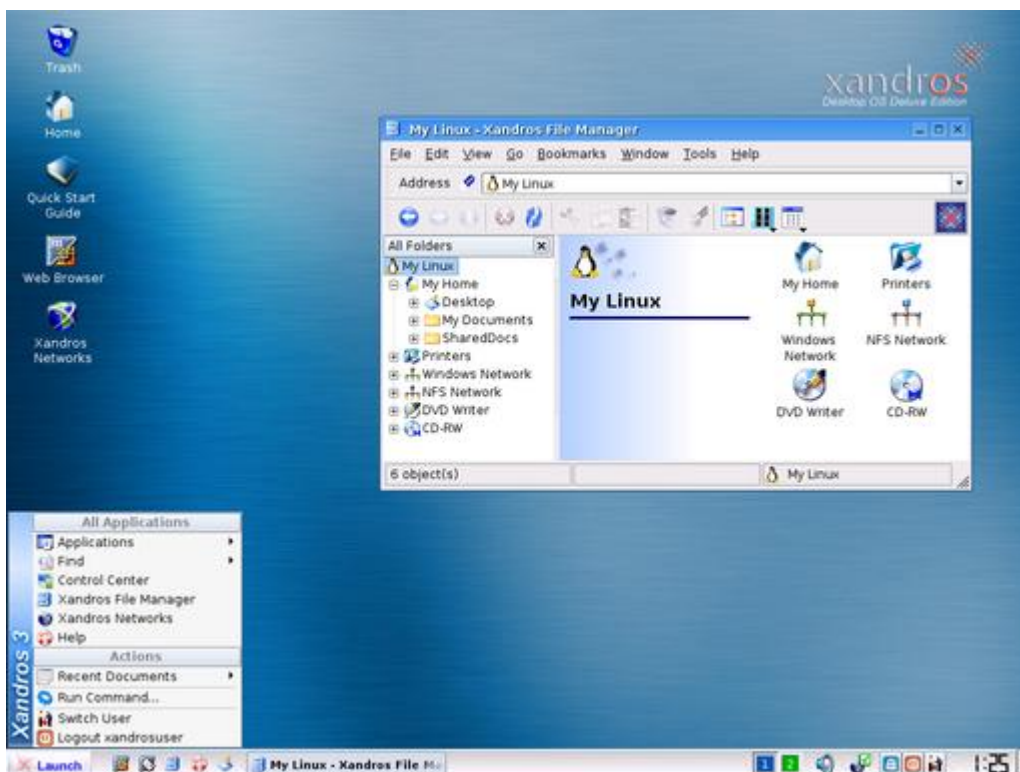 Trash
Home
Quick Start
Guide
Web Browser
Xandros
Networks
xandros
Desktop OS Deluxe Edition
My Linux - Xandros File Manager
File Edit View Go Bookmarks Window Tools Help
Address My Linux
All Folders
My Linux
My Home
Desktop
My Documents
SharedDocs
Printers
Windows Network
NFS Network
DVD Writer
CD-RW
My Linux
My Home
Printers
Windows
Network
NFS Network
DVD Writer
CD-RW
6 object(s)
My Linux
Xandros 3
All Applications
Applications
Find
Control Center
Xandros File Manager
Xandros Networks
Help
Actions
Recent Documents
Run Command...
Switch User
Logout xandrosuser
Launch
My Linux - Xandros File Ma
1 2
1:25